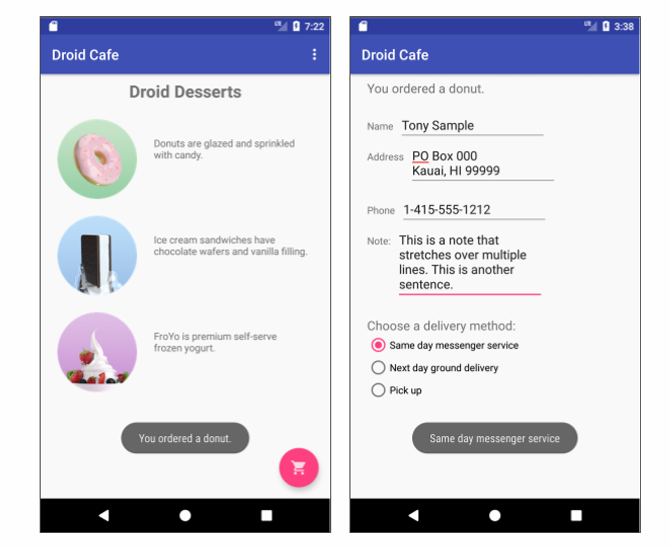 7:22
Droid Cafe
Droid Desserts
Donuts are glazed and sprinkled
with candy.
Ice cream sandwiches have
chocolate wafers and vanilla filling.
FroYo is premium self-serve
frozen yogurt.
You ordered a donut.
3:38
Droid Cafe
You ordered a donut.
Name Tony Sample
Address PO Box 000
Kauai, HI 99999
Phone 1-415-555-1212
Note: This is a note that
stretches over multiple
lines. This is another
sentence.
Choose a delivery method:
Same day messenger service
Next day ground delivery
Pick up
Same day messenger service